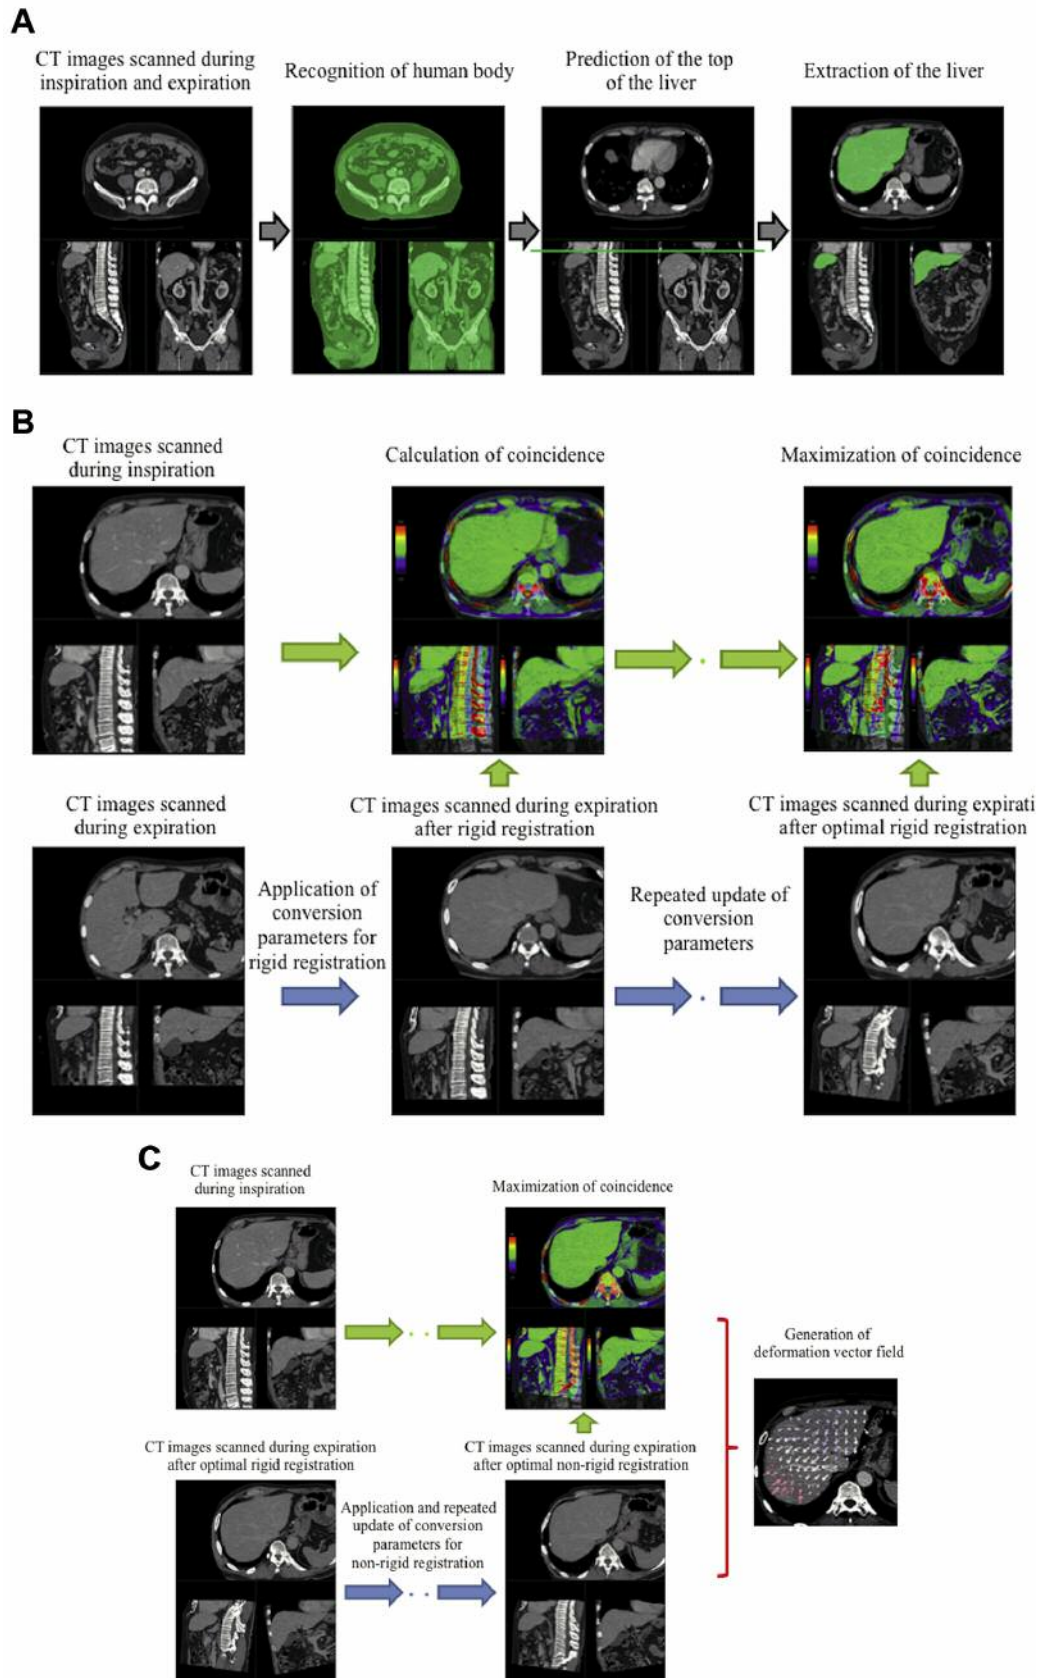 A
CT images scanned during
inspiration and expiration
Recognition of human body
Prediction of the top
of the liver
Extraction of the liver
B
CT images scanned
during inspiration
Calculation of coincidence
Maximization of coincidence
CT images scanned
during expiration
Application of
conversion
parameters for
rigid registration
CT images scanned during expiration
after rigid registration
Repeated update of
conversion
parameters
CT images scanned during expirati
after optimal rigid registration
C
CT images scanned
during inspiration
Maximization of coincidence
Generation of
deformation vector field
CT images scanned during expiration
after optimal rigid registration
Application and repeated
update of conversion
parameters for
non-rigid registration
CT images scanned during expiration
after optimal non-rigid registration